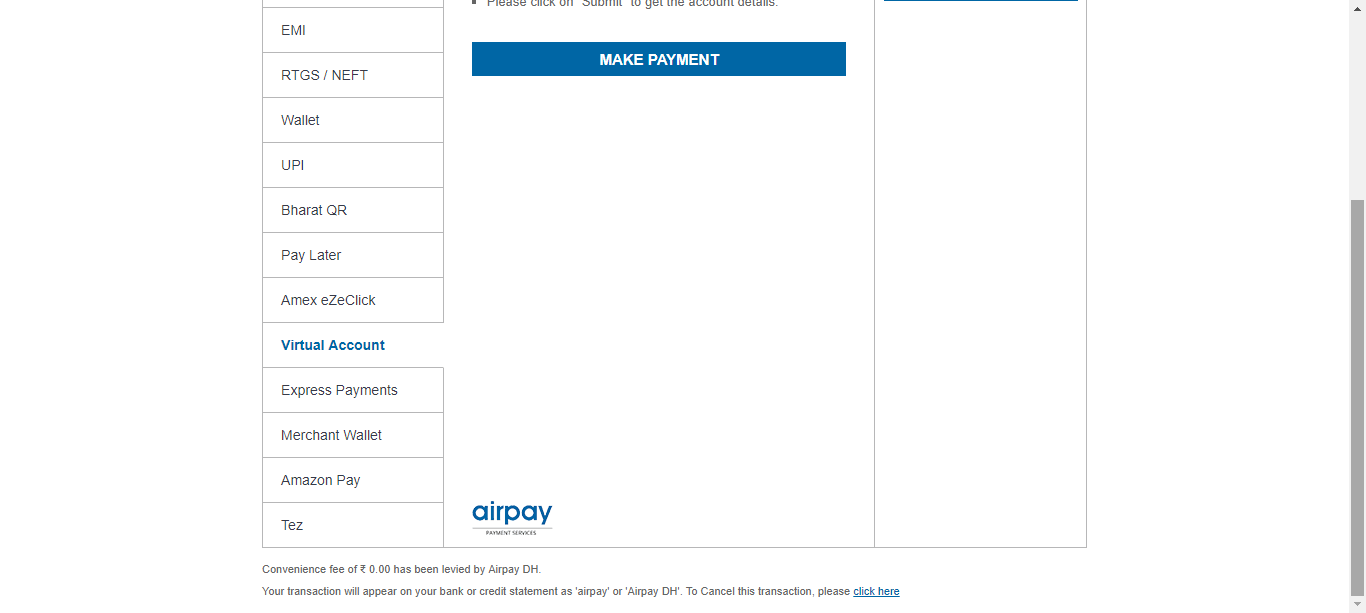 Please click on "Submit" to get the account details.
MAKE PAYMENT
EMI
RTGS / NEFT
Wallet
UPI
Bharat QR
Pay Later
Amex eZeClick
Virtual Account
Express Payments
Merchant Wallet
Amazon Pay
Tez
airpay
PAYMENT SERVICES
Convenience fee of ₹ 0.00 has been levied by Airpay DH.
Your transaction will appear on your bank or credit statement as 'airpay' or 'Airpay DH'. To Cancel this transaction, please click here